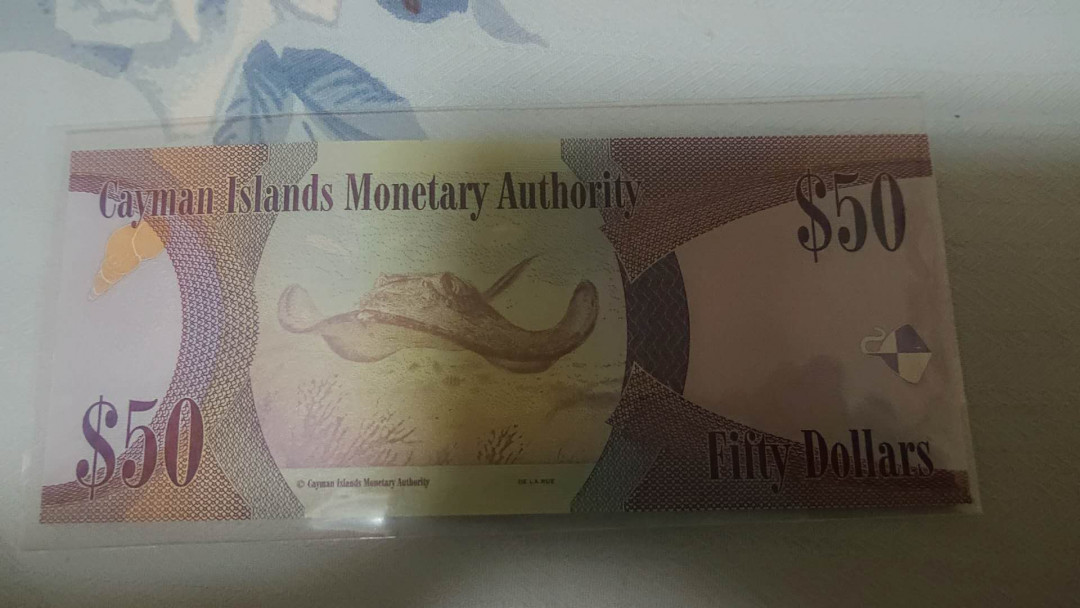 Cayman Islands Monetary Authority
$50
$50
Fifty Dollars
© Cayman Islands Monetary Authority
DE LA RUE